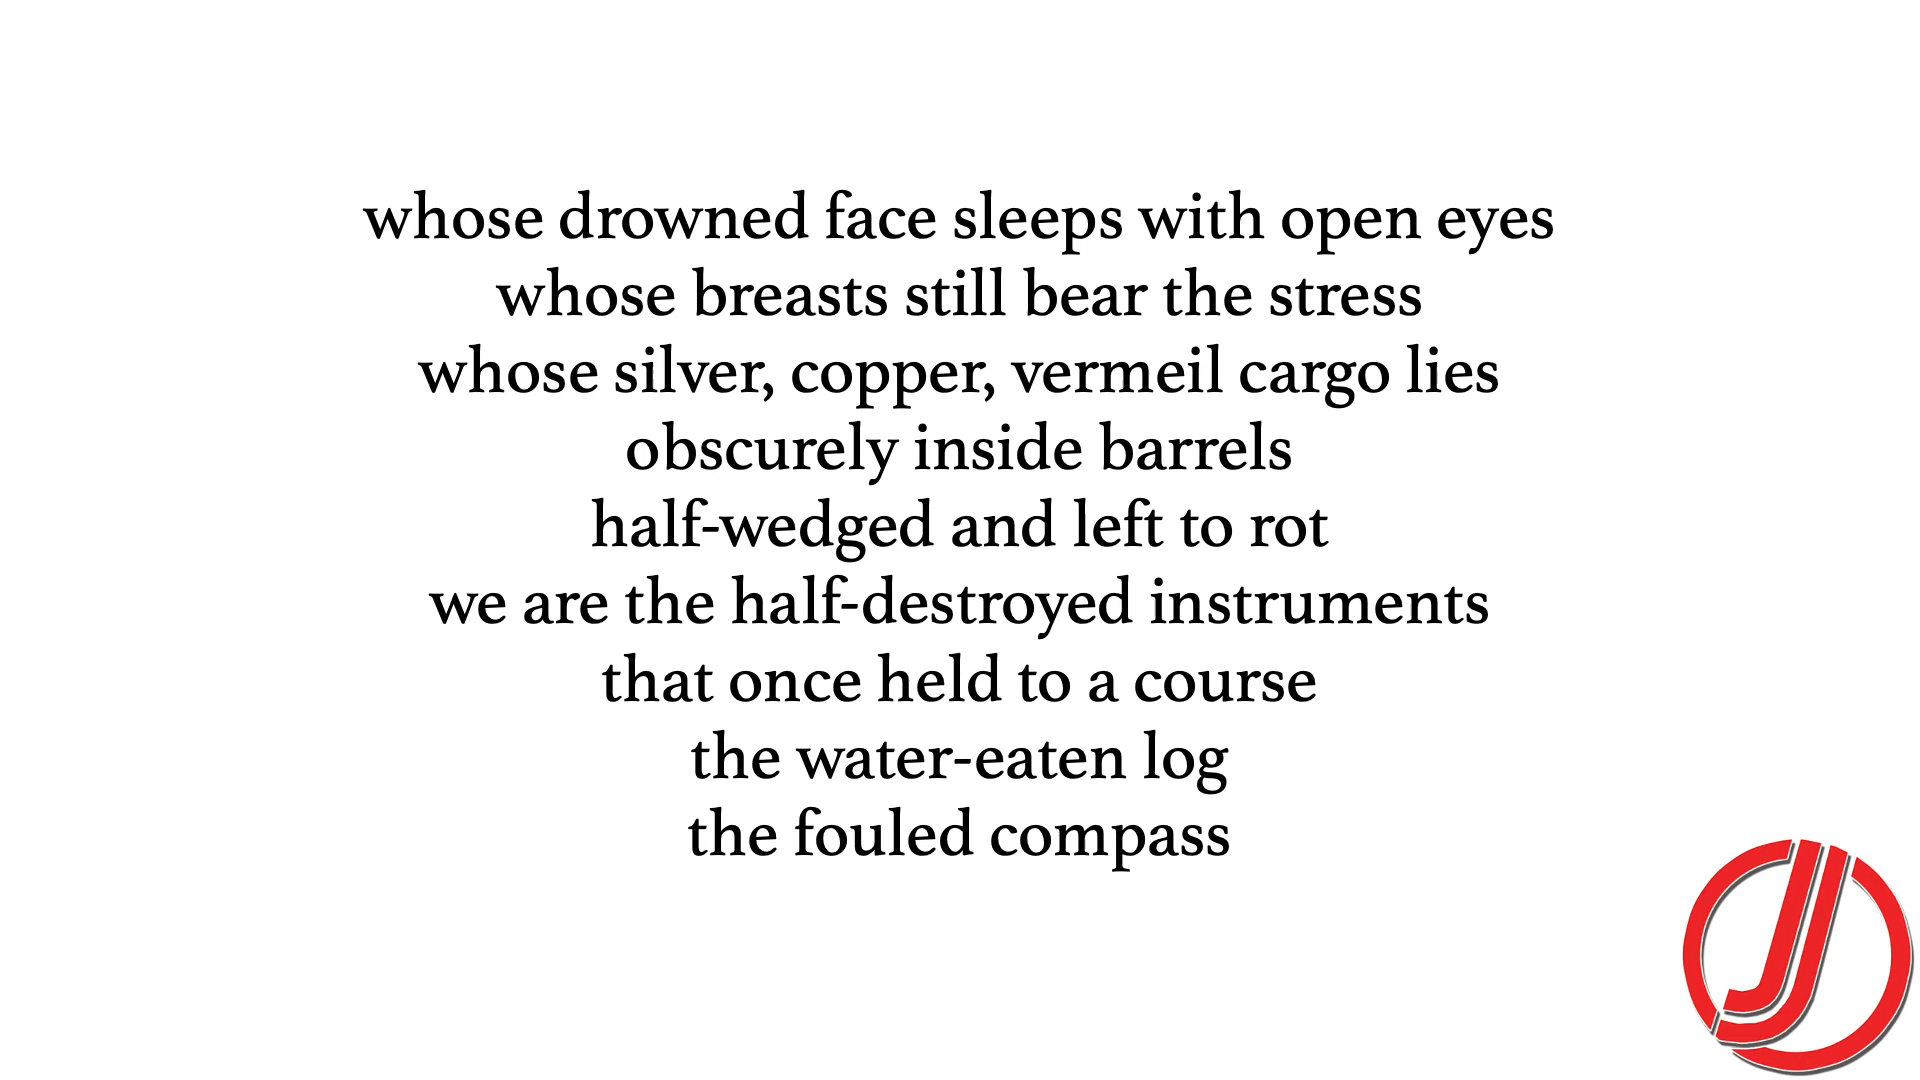 whose drowned face sleeps with open eyes
whose breasts still bear the stress
whose silver, copper, vermeil cargo lies
obscurely inside barrels
half-wedged and left to rot
we are the half-destroyed instruments
that once held to a course
the water-eaten log
the fouled compass